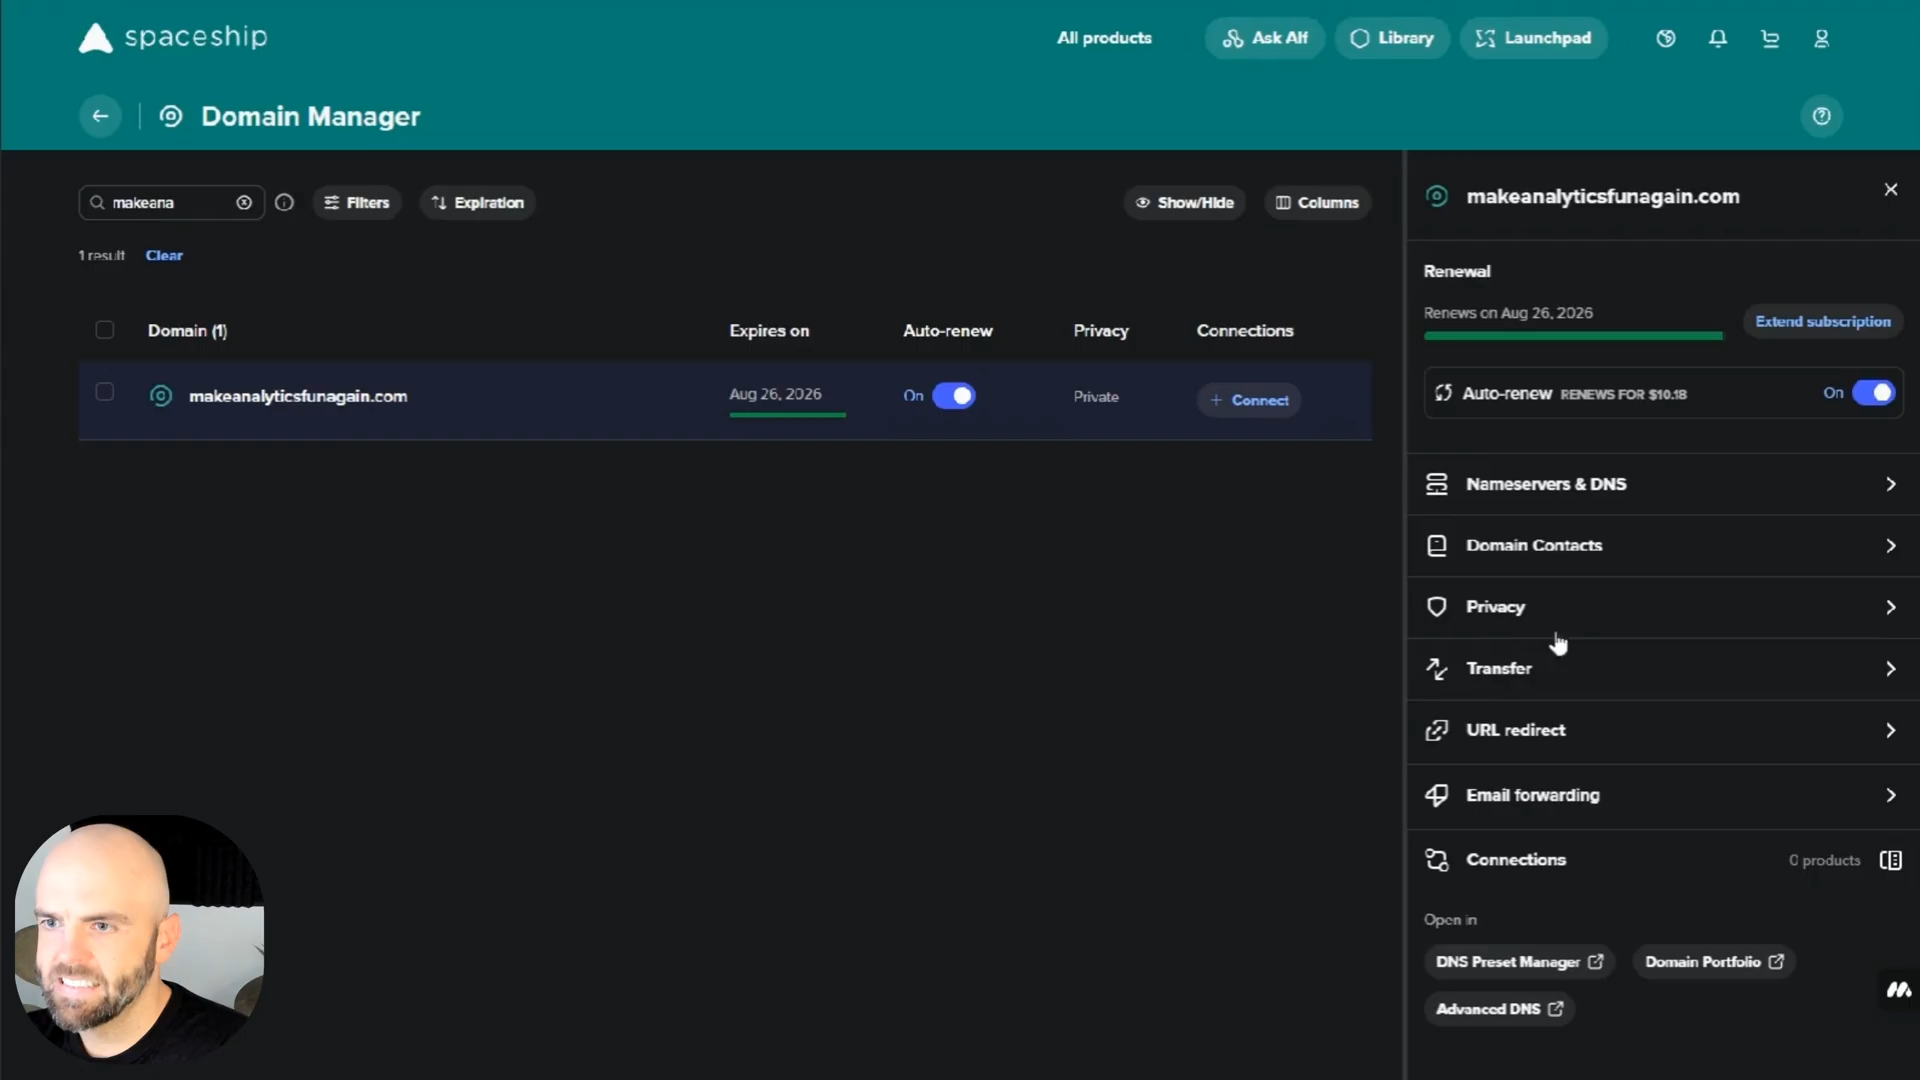 spaceship
All products
Ask Alf
Library
Launchpad
Domain Manager
makeana
Filters
Expiration
Show/Hide
Columns
1 result Clear
Domain (1) Expires on Auto-renew Privacy Connections
makeanalyticsfunagain.com Aug 26, 2026 On Private + Connect
makeanalyticsfunagain.com
Renewal
Renews on Aug 26, 2026
Extend subscription
Auto-renew RENEWS FOR $10.18 On
Nameservers & DNS
Domain Contacts
Privacy
Transfer
URL redirect
Email forwarding
Connections 0 products
Open in
DNS Preset Manager
Domain Portfolio
Advanced DNS